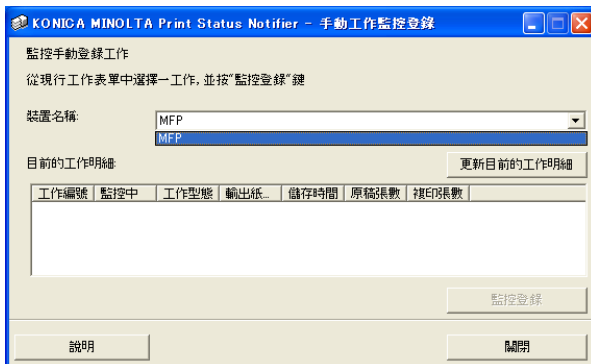 KONICA MINOLTA Print Status Notifier - 手動工作監控登錄
監控手動登錄工作
從現行工作表單中選擇一工作, 並按"監控登錄"鍵
裝置名稱: MFP
MFP
目前的工作明細: 更新目前的工作明細
工作編號 監控中 工作型態 輸出紙... 儲存時間 原稿張數 複印張數
監控登錄
說明 關閉